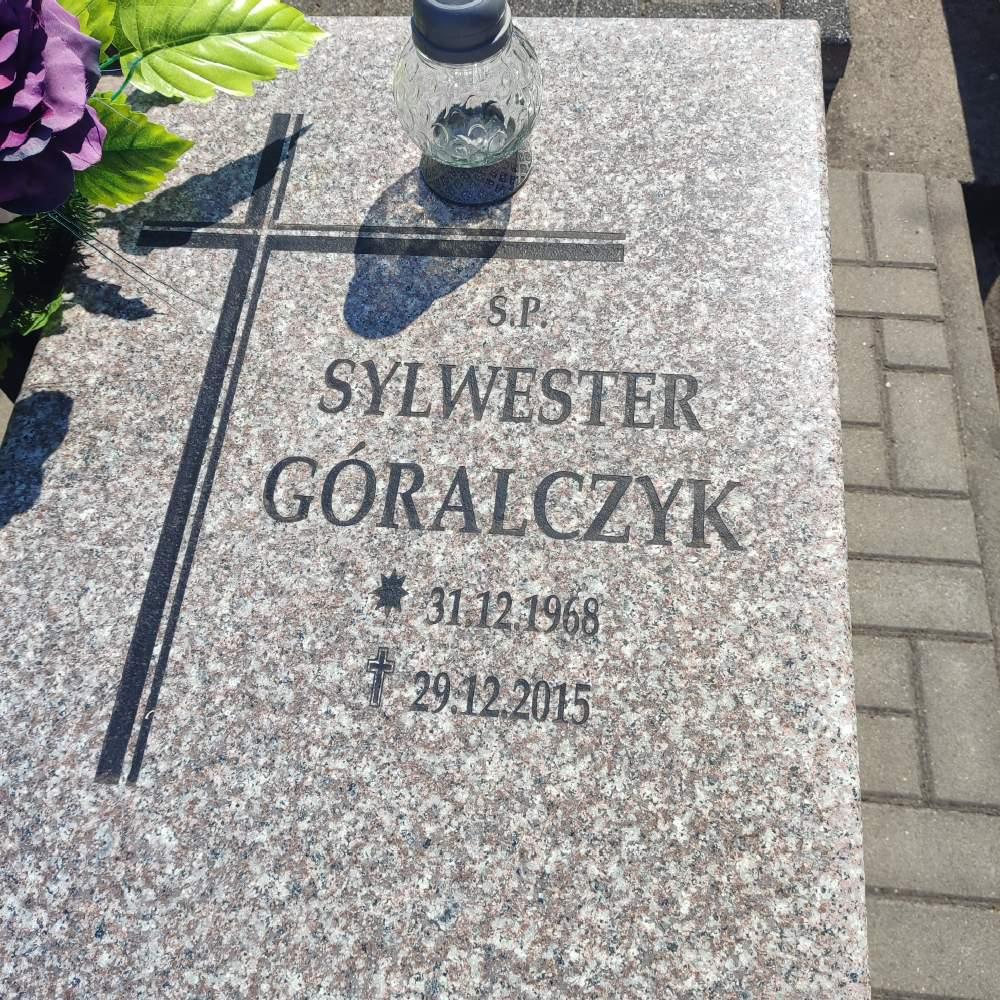 Ś.P.
SYLWESTER
GÓRALCZYK
31.12.1968
29.12.2015